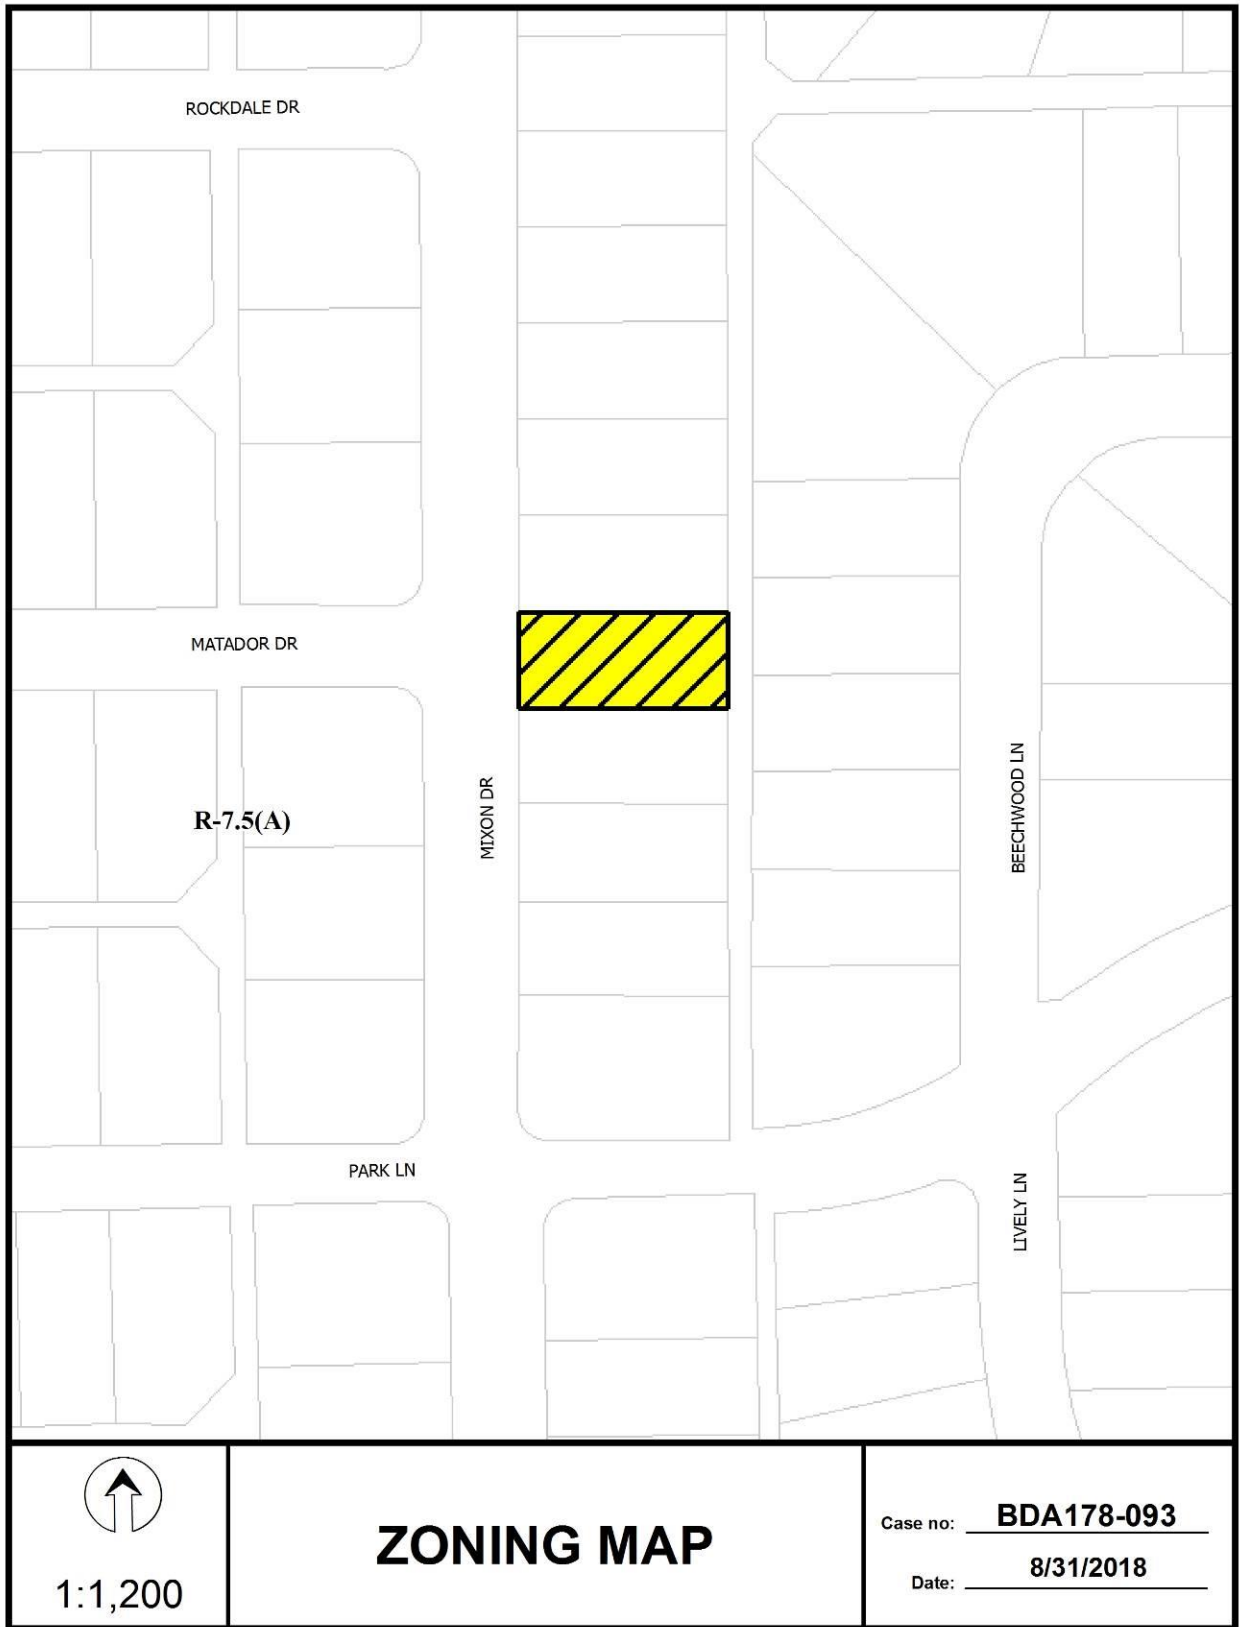 ROCKDALE DR
MATADOR DR
MIXON DR
BEECHWOOD LN
R-7.5(A)
PARK LN
LIVELY LN
1:1,200
ZONING MAP
Case no: BDA178-093
Date: 8/31/2018